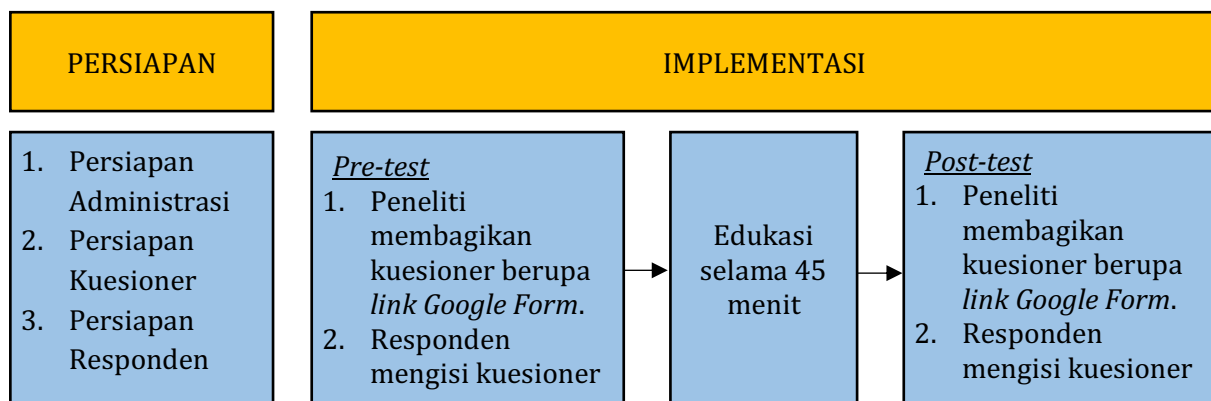 PERSIAPAN
IMPLEMENTASI
1. Persiapan
Administrasi
2. Persiapan
Kuesioner
3. Persiapan
Responden
Pre-test
1. Peneliti
membagikan
kuesioner berupa
link Google Form.
2. Responden
mengisi kuesioner
Edukasi
selama 45
menit
Post-test
1. Peneliti
membagikan
kuesioner berupa
link Google Form.
2. Responden
mengisi kuesioner